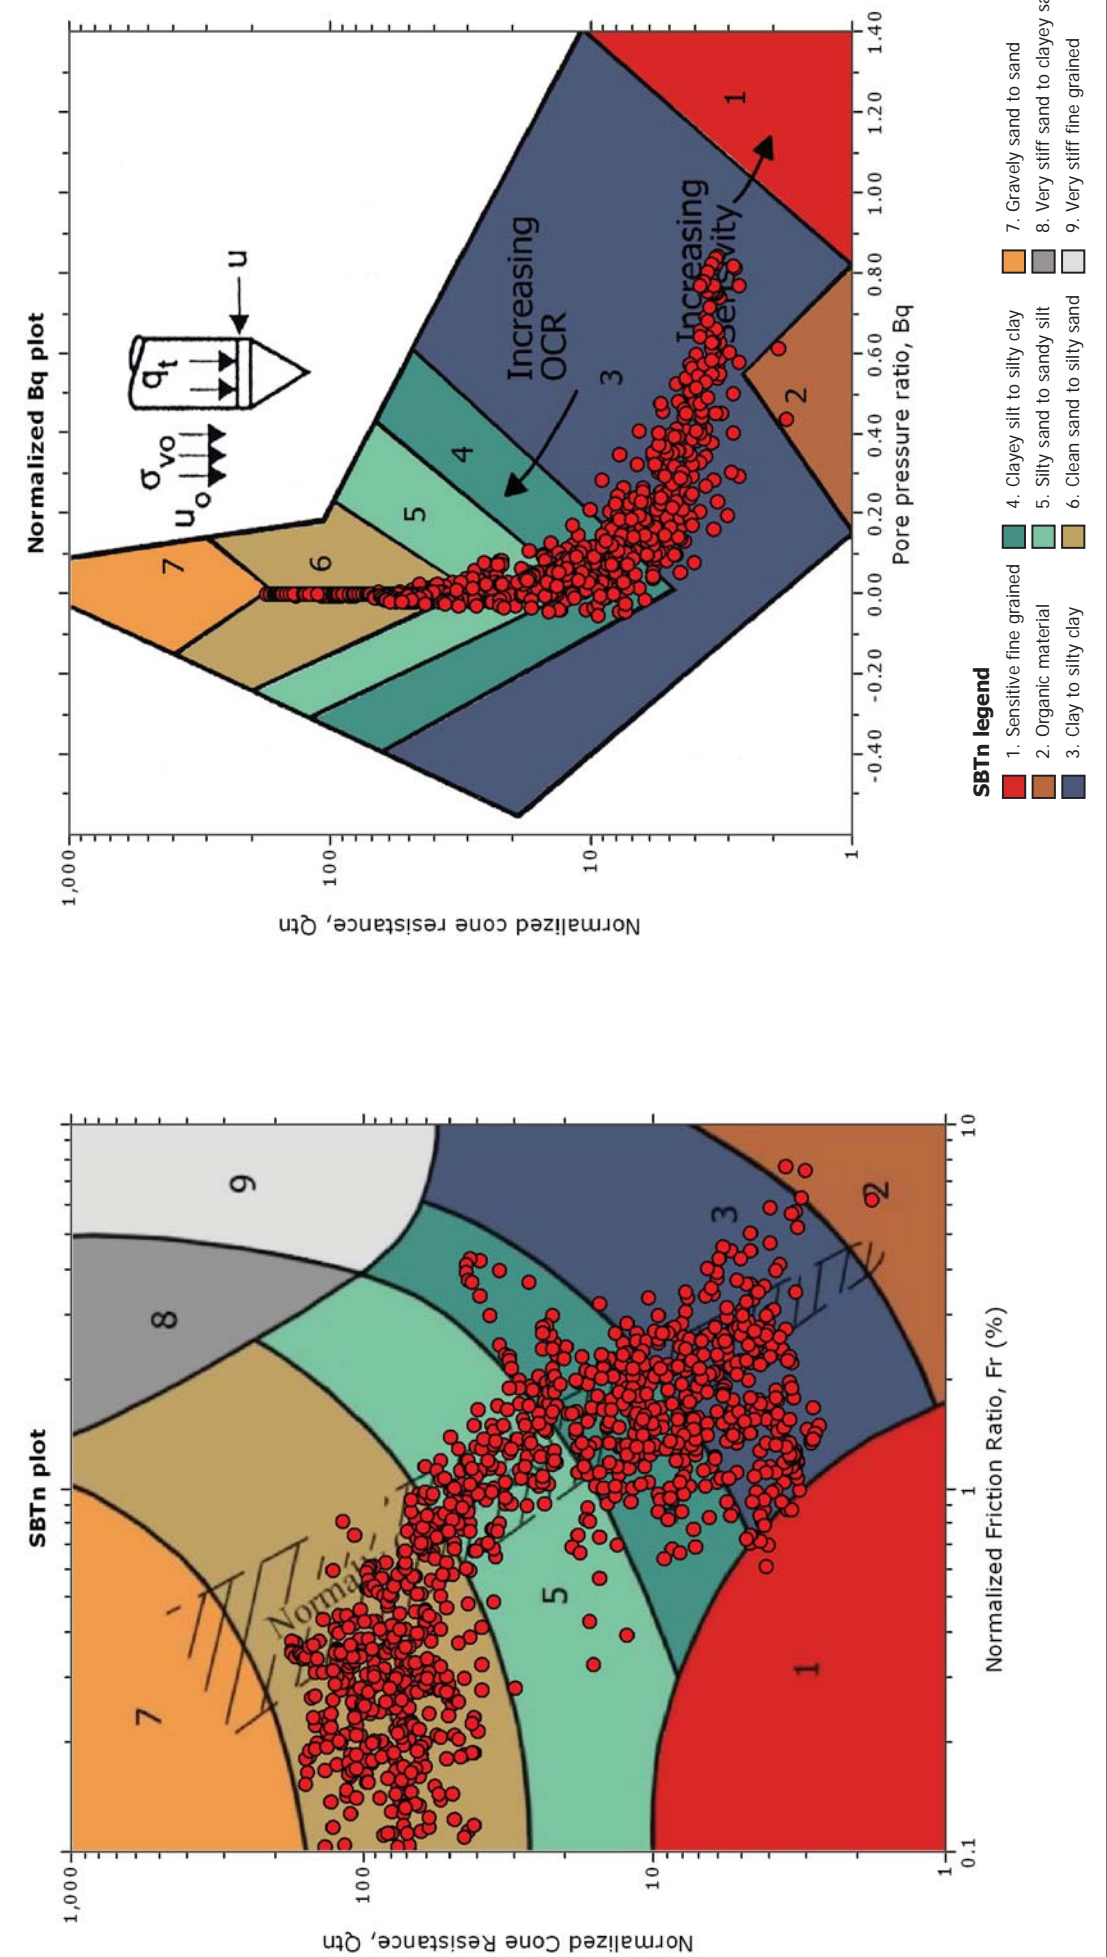 SBTn plot
1,000
100
10
1
Normalized Cone Resistance, Qtn
7
8
9
6
5
3
2
1
0.1
1
10
Normalized Friction Ratio, Fr (%)
Normalized Bq plot
1,000
100
10
1
Normalized cone resistance, Qtn
σvo
uo
qt
u
7
6
5
4
3
1
2
Increasing
OCR
Increasing
-0.40
-0.20
0.00
0.20
0.40
0.60
0.80
1.00
1.20
1.40
Pore pressure ratio, Bq
SBTn legend
1. Sensitive fine grained
2. Organic material
3. Clay to silty clay
4. Clayey silt to silty clay
5. Silty sand to sandy silt
6. Clean sand to silty sand
7. Gravely sand to sand
8. Very stiff sand to clayey
9. Very stiff fine grained